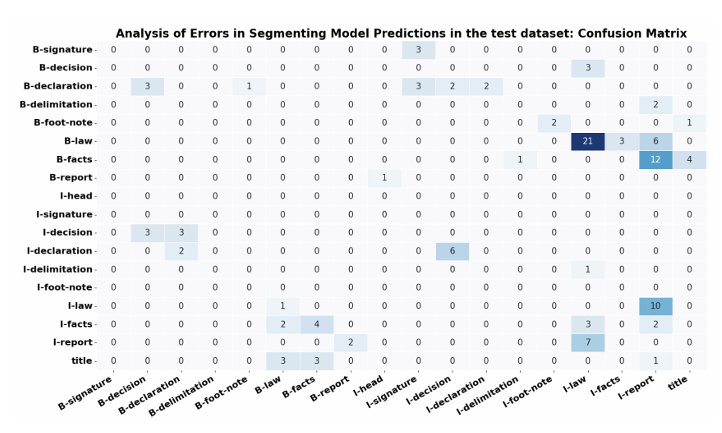 Analysis of Errors in Segmenting Model Predictions in the test dataset: Confusion Matrix
B-signature 0 0 0 0 0 0 0 0 0 3 0 0 0 0 0 0 0 0
B-decision 0 0 0 0 0 0 0 0 0 0 0 0 0 0 3 0 0 0
B-declaration 0 3 0 0 1 0 0 0 0 3 2 2 0 0 0 0 0 0
B-delimitation 0 0 0 0 0 0 0 0 0 0 0 0 0 0 0 0 2 0
B-foot-note 0 0 0 0 0 0 0 0 0 0 0 0 0 2 0 0 0 1
B-law 0 0 0 0 0 0 0 0 0 0 0 0 0 0 21 3 6 0
B-facts 0 0 0 0 0 0 0 0 0 0 0 0 1 0 0 0 12 4
B-report 0 0 0 0 0 0 0 0 1 0 0 0 0 0 0 0 0 0
I-head 0 0 0 0 0 0 0 0 0 0 0 0 0 0 0 0 0 0
I-signature 0 0 0 0 0 0 0 0 0 0 0 0 0 0 0 0 0 0
I-decision 0 3 3 0 0 0 0 0 0 0 0 0 0 0 0 0 0 0
I-declaration 0 0 2 0 0 0 0 0 0 0 6 0 0 0 0 0 0 0
I-delimitation 0 0 0 0 0 0 0 0 0 0 0 0 0 0 1 0 0 0
I-foot-note 0 0 0 0 0 0 0 0 0 0 0 0 0 0 0 0 0 0
I-law 0 0 0 0 0 1 0 0 0 0 0 0 0 0 0 0 10 0
I-facts 0 0 0 0 0 2 4 0 0 0 0 0 0 0 3 0 2 0
I-report 0 0 0 0 0 0 0 2 0 0 0 0 0 0 7 0 0 0
title 0 0 0 0 0 3 3 0 0 0 0 0 0 0 0 0 1 0
B-signature B-decision B-declaration B-delimitation B-foot-note B-law B-facts B-report I-head I-signature I-decision I-declaration I-delimitation I-foot-note I-law I-facts I-report title